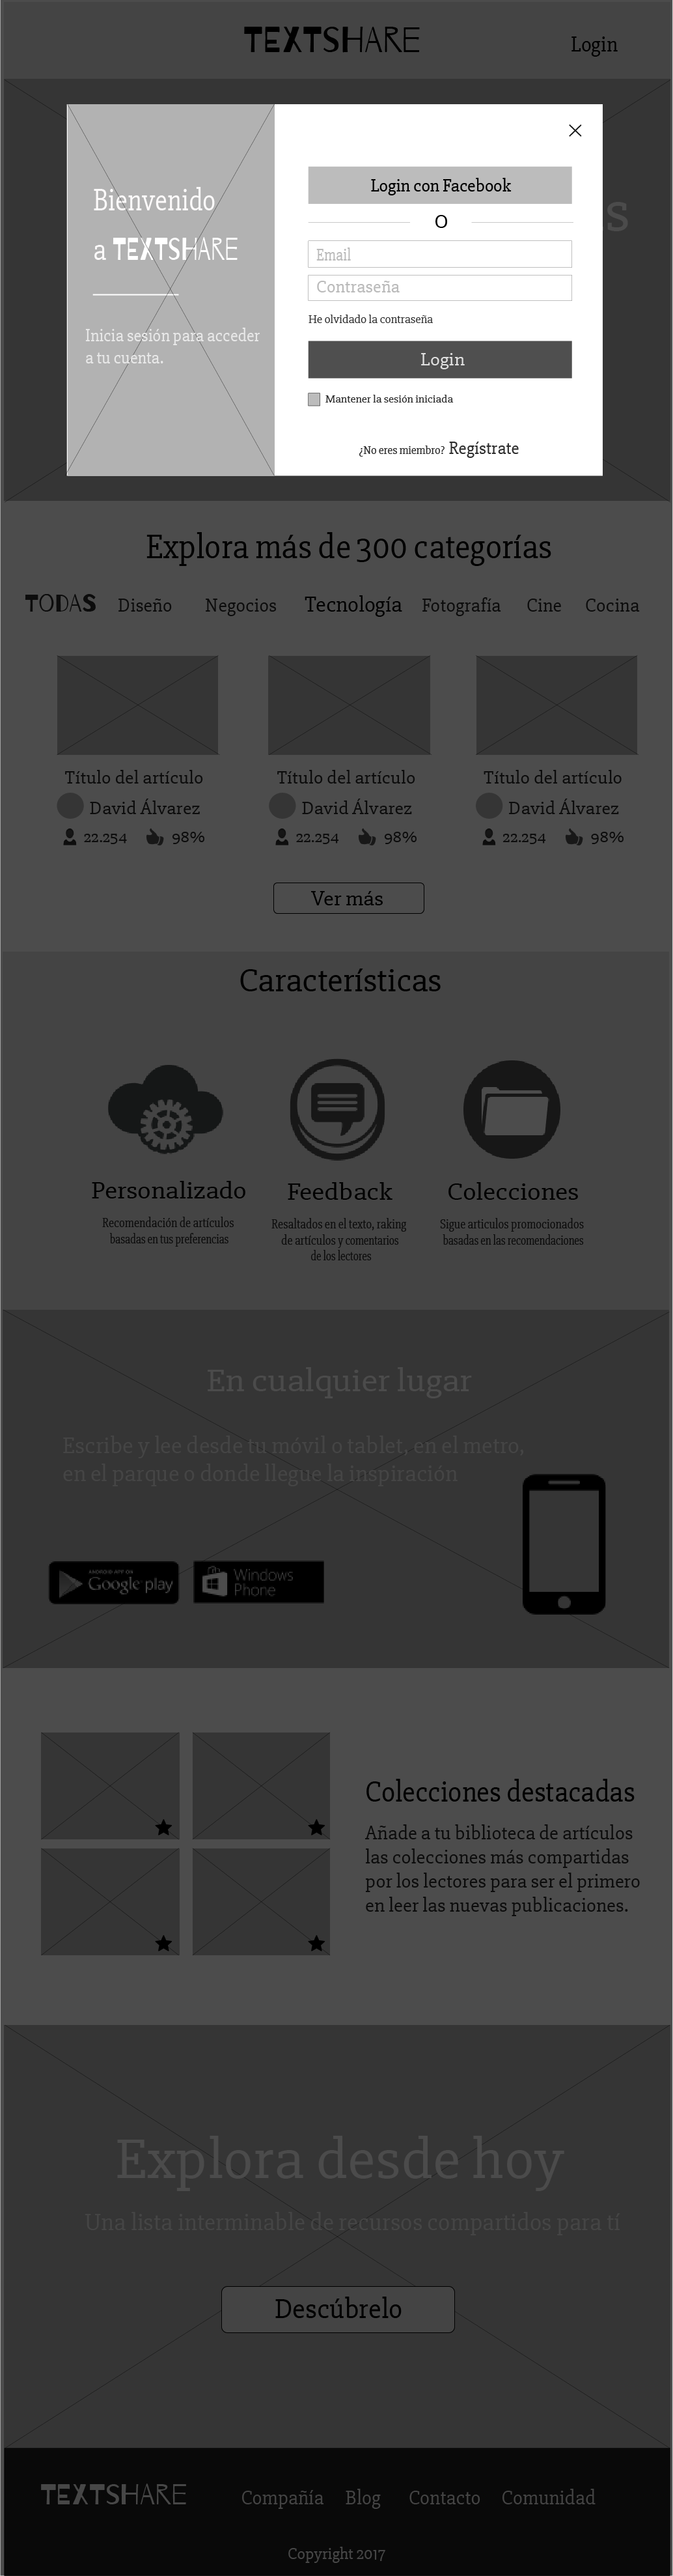 TEXTSHARE
Login
s
Bienvenido
a TEXTSHARE
Inicia sesión para acceder
a tu cuenta.
Login con Facebook
O
Email
Contraseña
He olvidado la contraseña
Login
Mantener la sesión iniciada
¿No eres miembro? Regístrate
Explora más de 300 categorías
TODAS Diseño Negocios Tecnología Fotografía Cine Cocina
Título del artículo Título del artículo Título del artículo
David Álvarez David Álvarez David Álvarez
22.254 98% 22.254 98% 22.254 98%
Ver más
Características
Personalizado Feedback Colecciones
Recomendación de artículos
basadas en tus preferencias
Resaltados en el texto, raking
de artículos y comentarios
de los lectores
Sigue articulos promocionados
basadas en las recomendaciones
En cualquier lugar
Escribe y lee desde tu móvil o tablet, en el metro,
en el parque o donde llegue la inspiración
ANDROID APP ON
Google play
Windows
Phone
Colecciones destacadas
Añade a tu biblioteca de artículos
las colecciones más compartidas
por los lectores para ser el primero
en leer las nuevas publicaciones.
Explora desde hoy
Una lista interminable de recursos compartidos para tí
Descúbrelo
TEXTSHARE Compañía Blog Contacto Comunidad
Copyright 2017